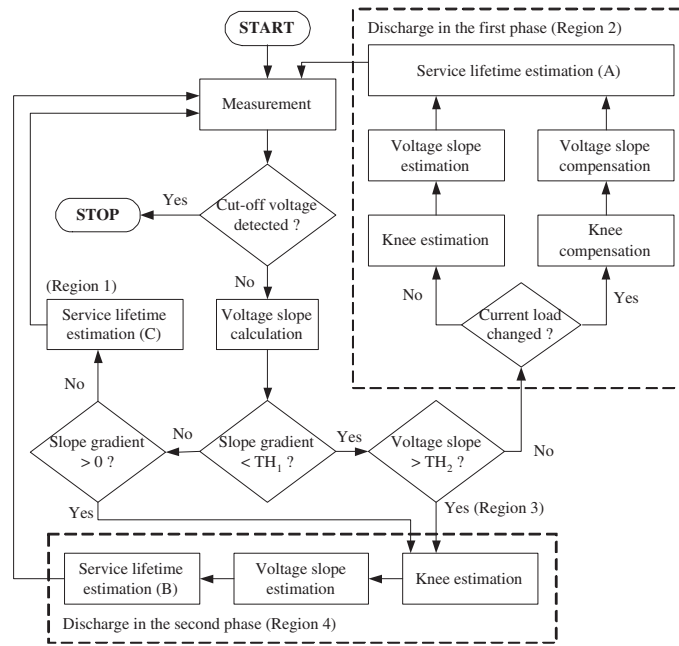 START
Discharge in the first phase (Region 2)
Measurement
Service lifetime estimation (A)
Voltage slope
estimation
Voltage slope
compensation
Cut-off voltage
detected ?
Yes
STOP
Knee estimation
Knee
compensation
No
(Region 1)
Service lifetime
estimation (C)
Voltage slope
calculation
No
Current load
changed ?
Yes
No
Slope gradient
> 0 ?
No
Slope gradient
< TH₁ ?
Yes
Voltage slope
> TH₂ ?
No
Yes
Yes (Region 3)
Service lifetime
estimation (B)
Voltage slope
estimation
Knee estimation
Discharge in the second phase (Region 4)